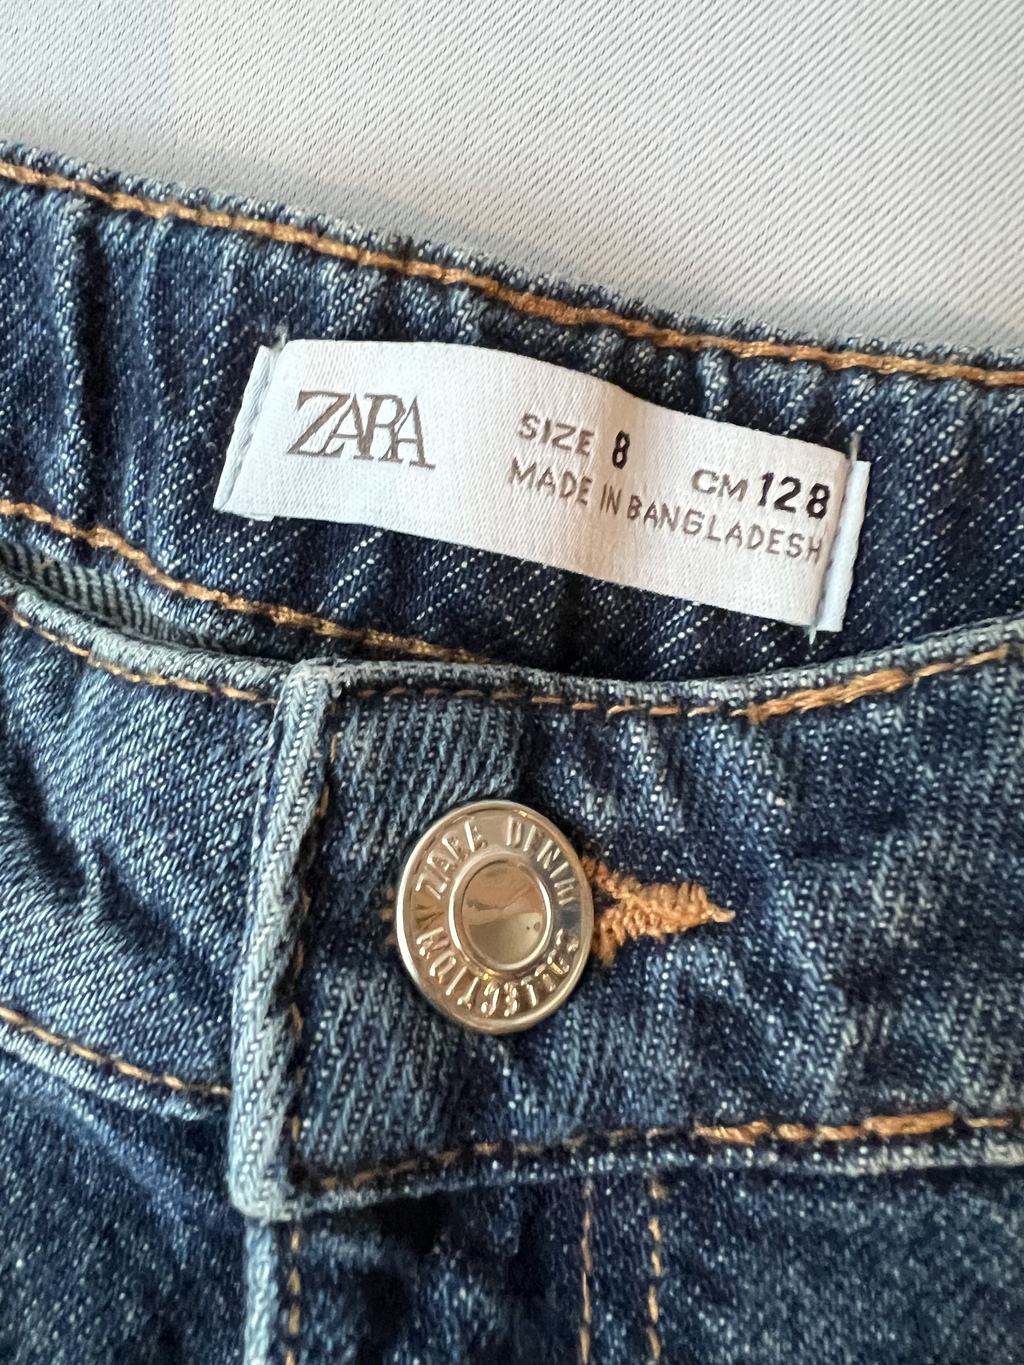 ZARA
SIZE 8 CM 128
MADE IN BANGLADESH
ZARA DENIM COLLECTION